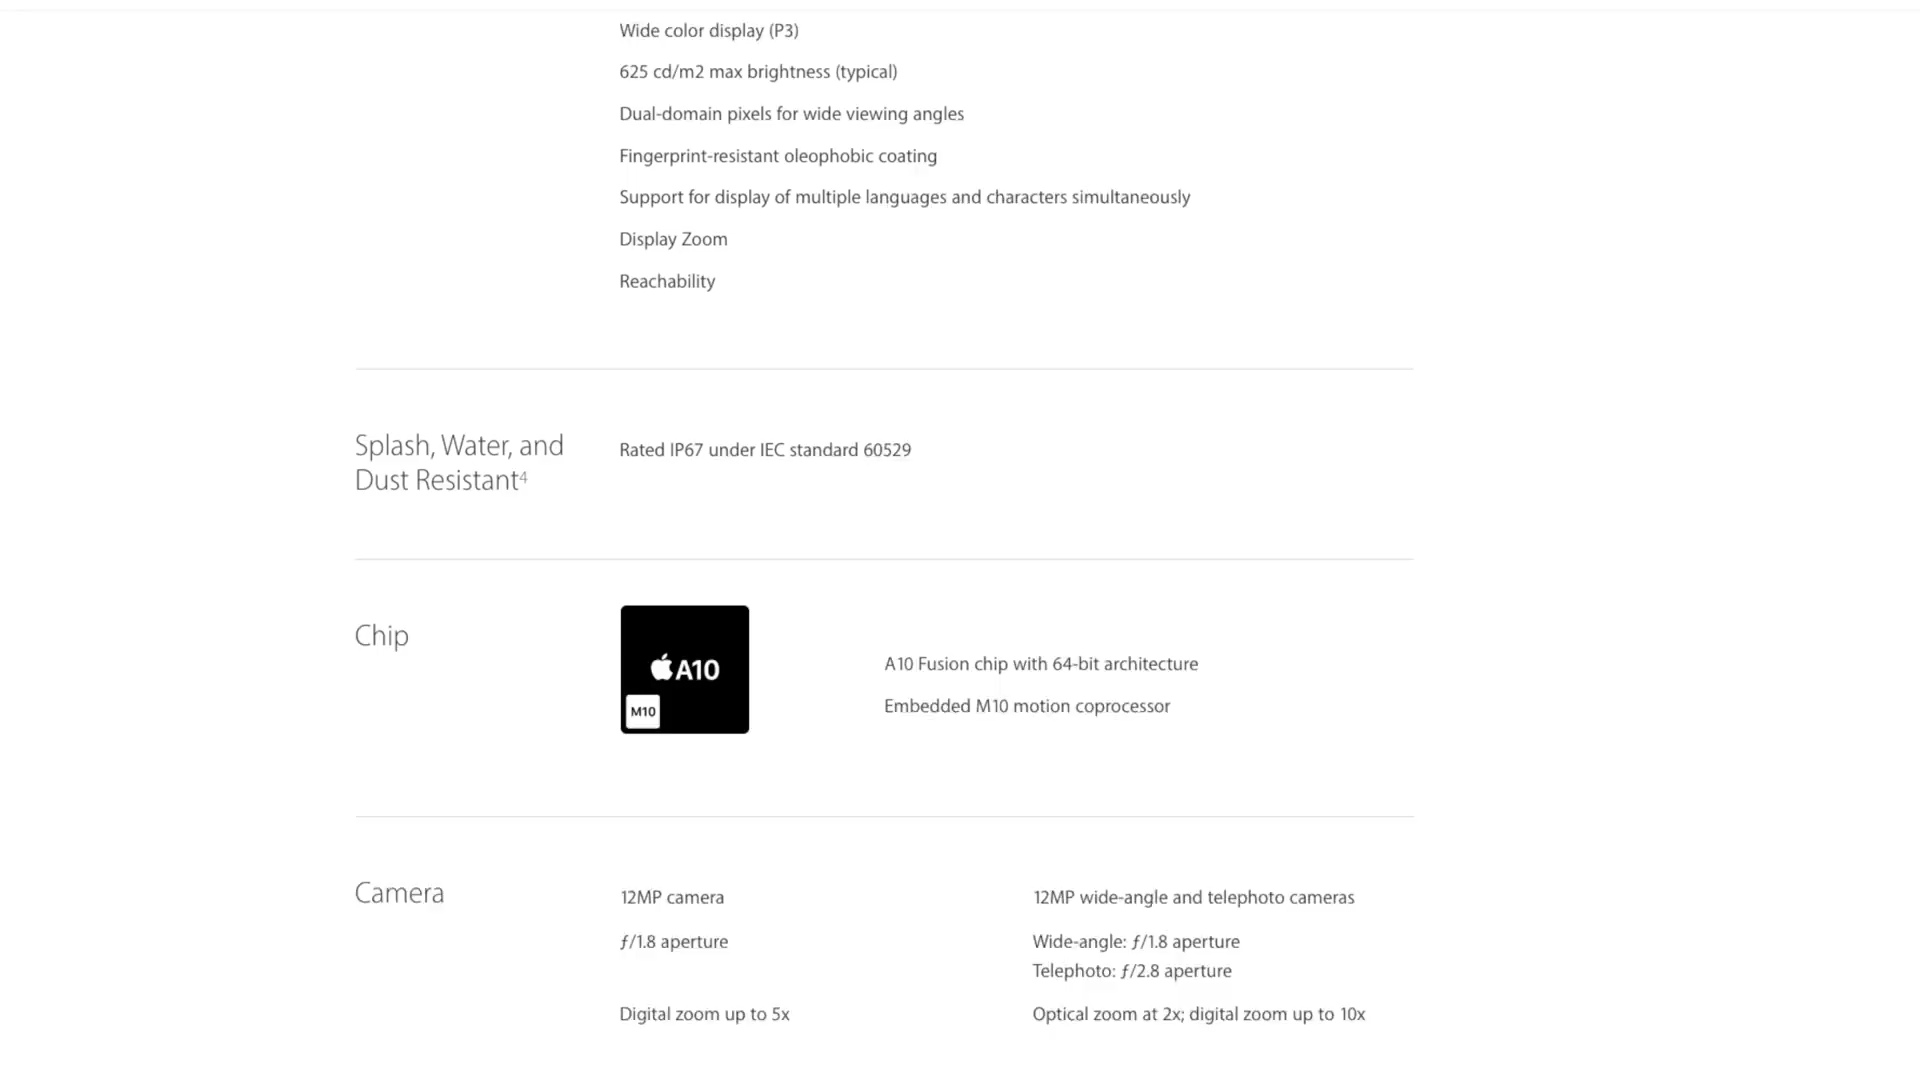 Wide color display (P3)
625 cd/m2 max brightness (typical)
Dual-domain pixels for wide viewing angles
Fingerprint-resistant oleophobic coating
Support for display of multiple languages and characters simultaneously
Display Zoom
Reachability
Splash, Water, and
Dust Resistant4
Rated IP67 under IEC standard 60529
Chip
A10
M10
A10 Fusion chip with 64-bit architecture
Embedded M10 motion coprocessor
Camera
12MP camera
ƒ/1.8 aperture
Digital zoom up to 5x
12MP wide-angle and telephoto cameras
Wide-angle: ƒ/1.8 aperture
Telephoto: ƒ/2.8 aperture
Optical zoom at 2x; digital zoom up to 10x